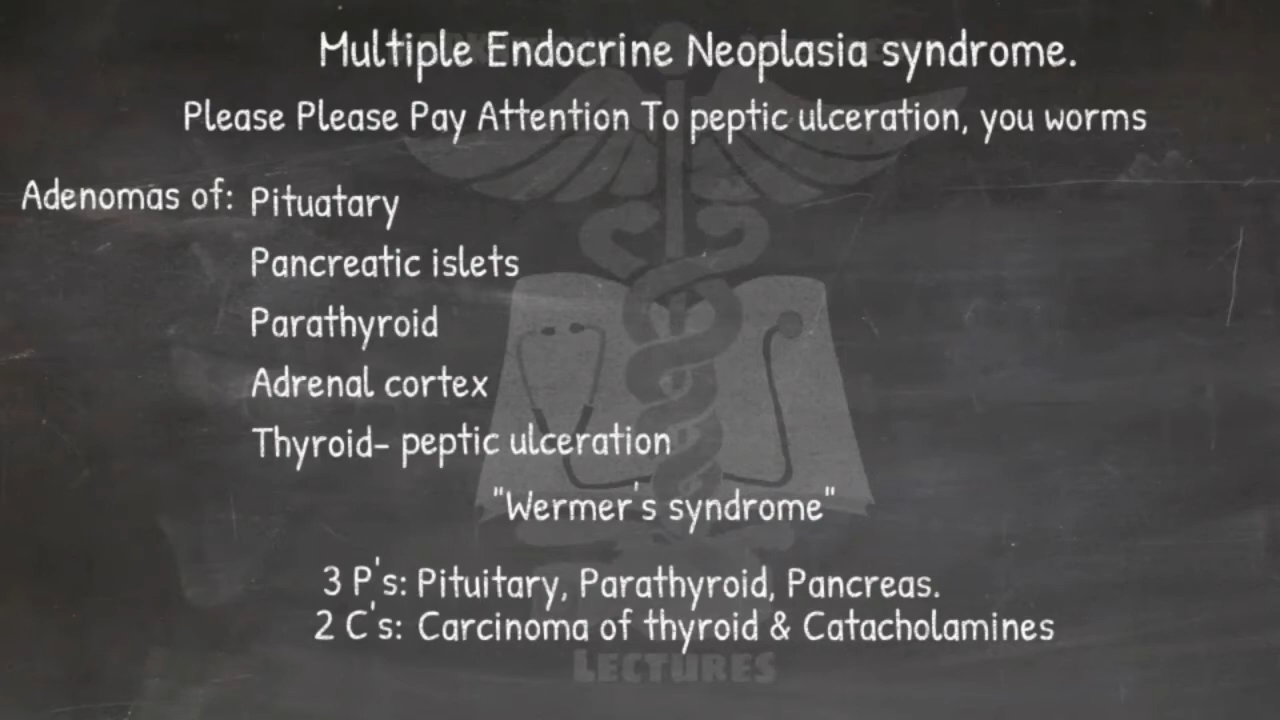 Multiple Endocrine Neoplasia syndrome.
Please Please Pay Attention To peptic ulceration, you worms
Adenomas of: Pituatary
Pancreatic islets
Parathyroid
Adrenal cortex
Thyroid- peptic ulceration
"Wermer's syndrome"
3 P's: Pituitary, Parathyroid, Pancreas.
2 C's: Carcinoma of thyroid & Catacholamines
LECTURES